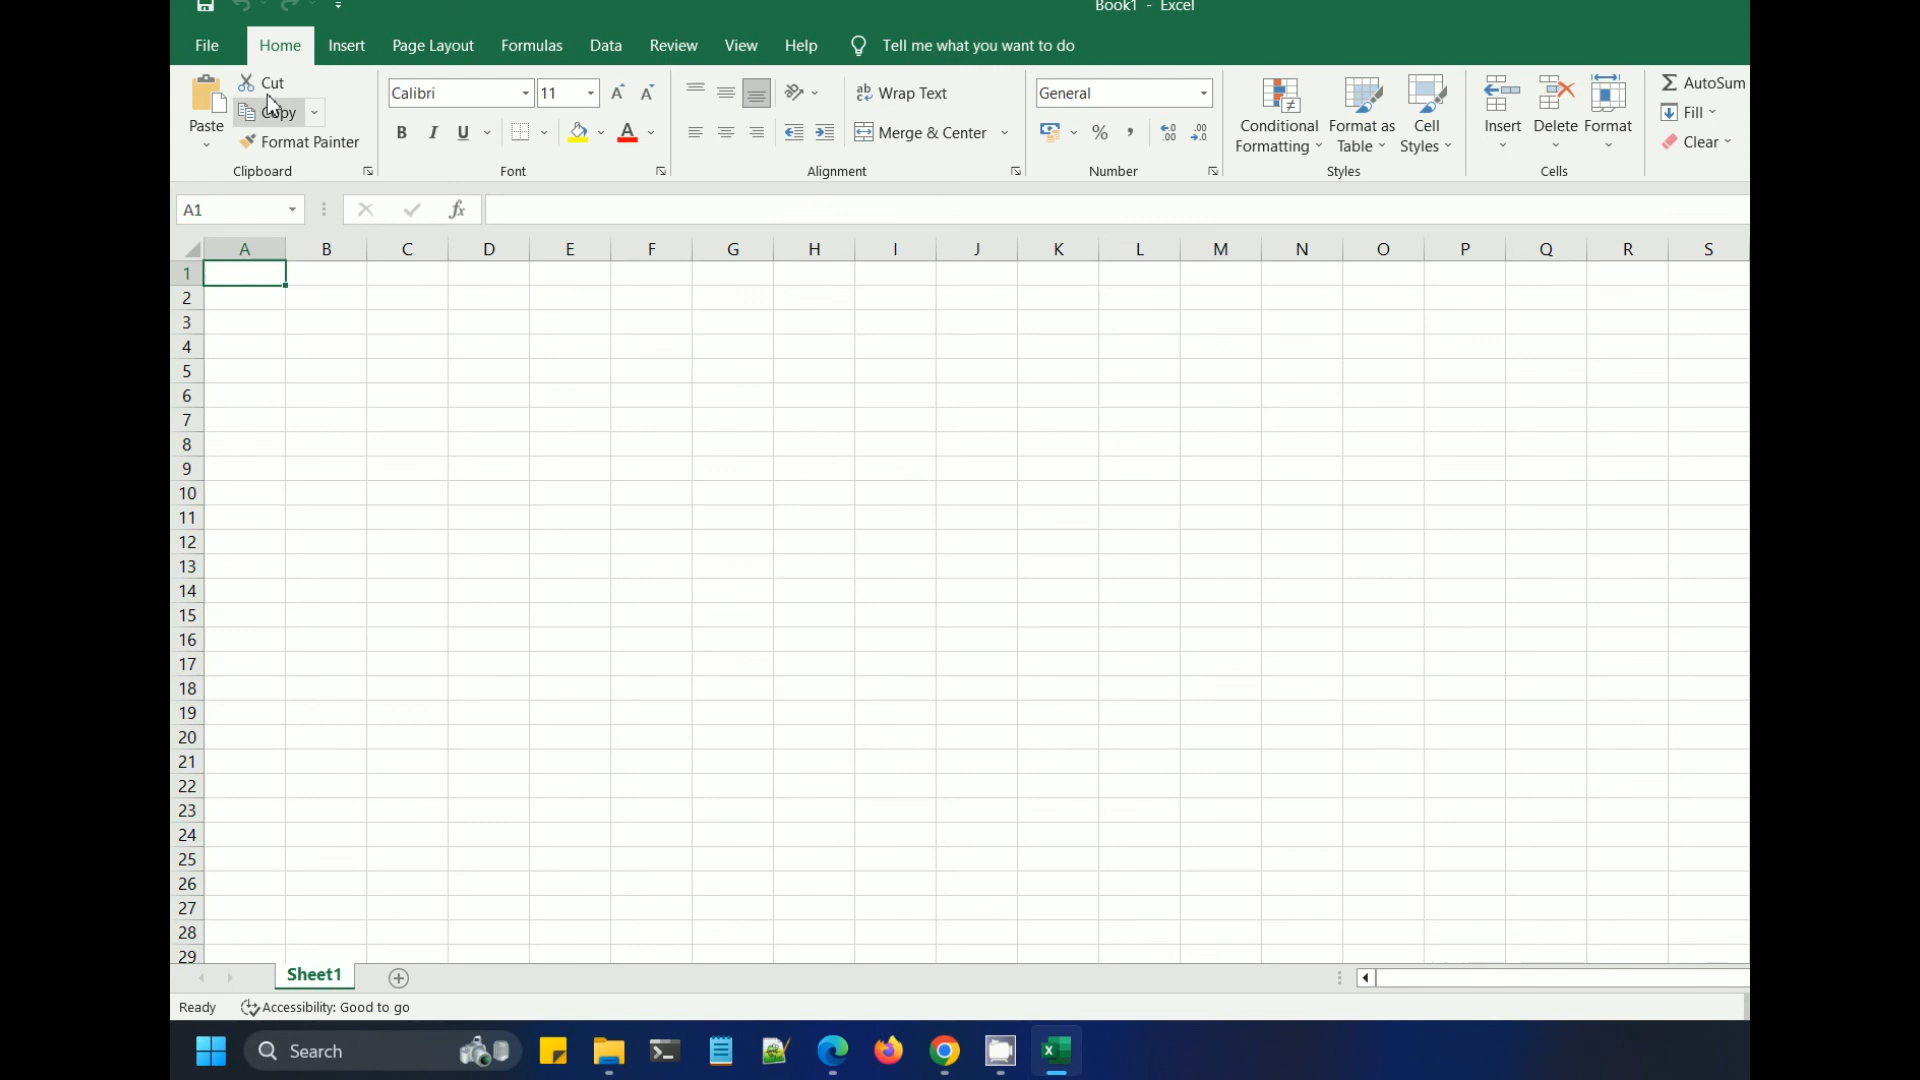 Book1 - Excel
File Home Insert Page Layout Formulas Data Review View Help Tell me what you want to do
Paste
Cut
Copy
Format Painter
Clipboard
Calibri 11
B I U A
Font
Wrap Text
Merge & Center
Alignment
General
% , .00 .00
Number
Conditional Formatting
Format as Table
Cell Styles
Styles
Insert
Delete
Format
Cells
AutoSum
Fill
Clear
A1
fx
A B C D E F G H I J K L M N O P Q R S
1
2
3
4
5
6
7
8
9
10
11
12
13
14
15
16
17
18
19
20
21
22
23
24
25
26
27
28
29
Sheet1
Ready Accessibility: Good to go
Search